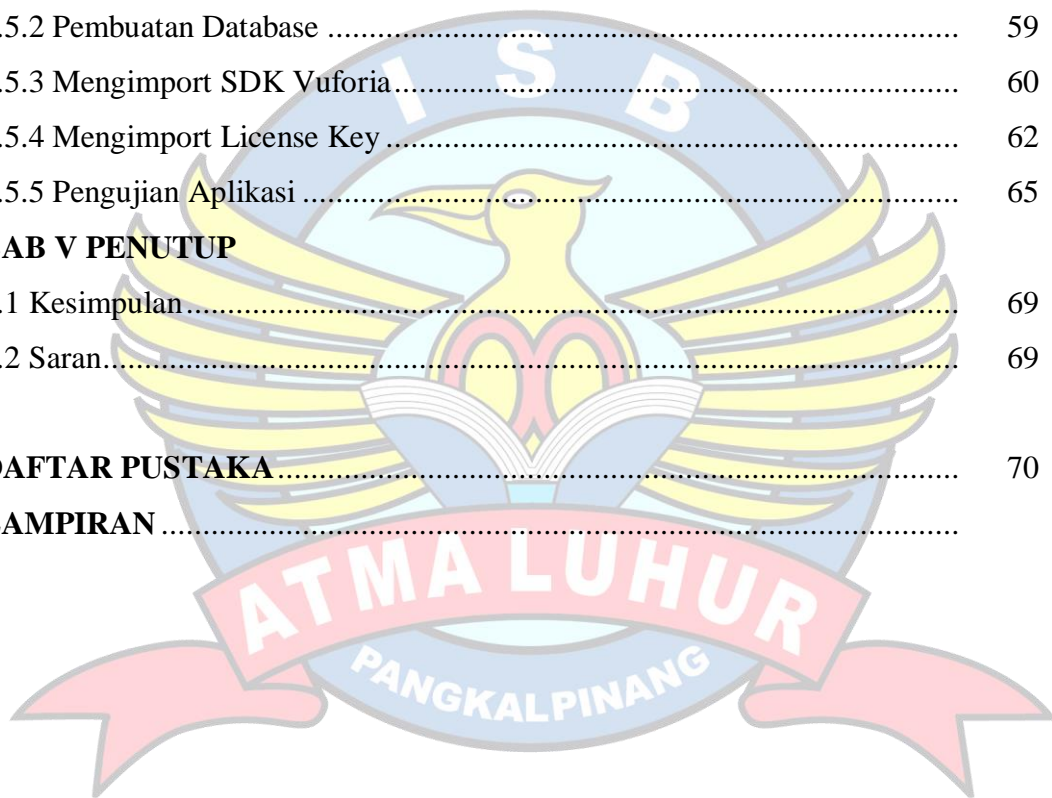 .5.2 Pembuatan Database ............................................................................ 59
.5.3 Mengimport SDK Vuforia .................................................................... 60
.5.4 Mengimport License Key ..................................................................... 62
.5.5 Pengujian Aplikasi ............................................................................... 65
AB V PENUTUP
.1 Kesimpulan ............................................................................................. 69
.2 Saran ....................................................................................................... 69
DAFTAR PUSTAKA .................................................................................. 70
AMPIRAN ................................................................................................
I S B
ATMA LUHUR
PANGKALPINANG